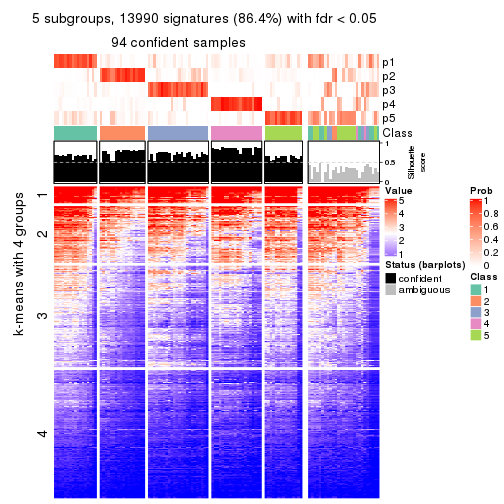 5 subgroups, 13990 signatures (86.4%) with fdr < 0.05
94 confident samples
p1
p2
p3
p4
p5
Class
1
0.5
0
Silhouette
score
k-means with 4 groups
1
2
3
4
Value
5
4
3
2
1
Status (barplots)
confident
ambiguous
Prob
1
0.8
0.6
0.4
0.2
0
Class
1
2
3
4
5